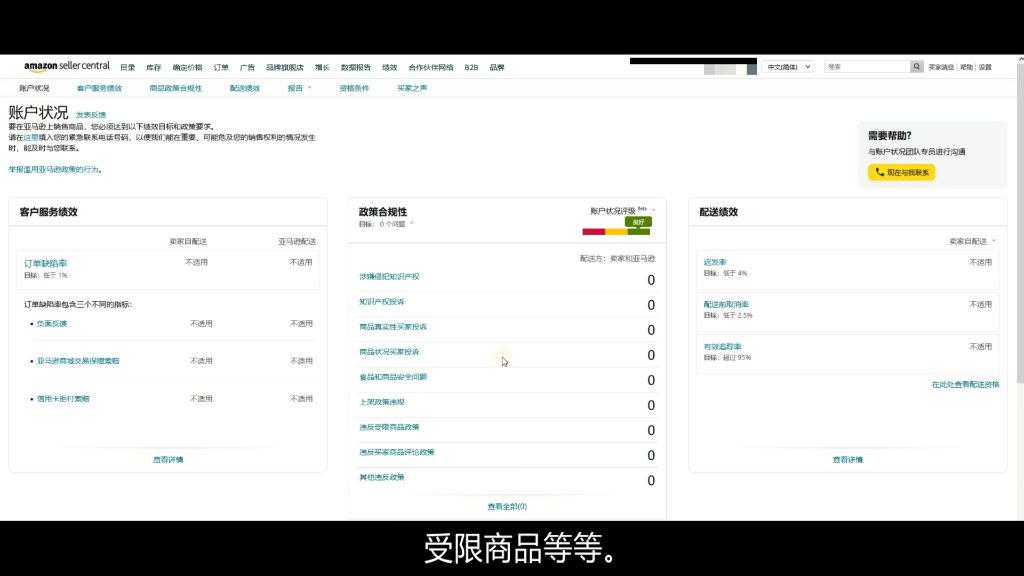 amazon seller central 目录 库存 确定价格 订单 广告 品牌旗舰店 增长 数据报告 绩效 合作伙伴网络 B2B 品牌 中文(简体) 搜索 买家消息 帮助 设置
账户状况 客户服务绩效 商品政策合规性 配送绩效 报告 资格条件 买家之声
账户状况 发表反馈
要在亚马逊上销售商品，您必须达到以下绩效目标和政策要求。
请在这里填入您的紧急联系电话号码，以便我们能在重要、可能危及您的销售权利的情况发生
时，能及时与您联系。
举报滥用亚马逊政策的行为。
需要帮助?
与账户状况团队专员进行沟通
现在与我联系
客户服务绩效
卖家自配送 亚马逊配送
订单缺陷率 不适用 不适用
目标：低于 1%
订单缺陷率包含三个不同的指标：
• 负面反馈 不适用 不适用
• 亚马逊商城交易保障索赔 不适用 不适用
• 信用卡拒付索赔 不适用 不适用
查看详情
政策合规性
目标：0 个问题
账户状况评级 Beta
良好
配送方：卖家和亚马逊
涉嫌侵犯知识产权 0
知识产权投诉 0
商品真实性买家投诉 0
商品状况买家投诉 0
食品和商品安全问题 0
上架政策违规 0
违反受限商品政策 0
违反买家商品评论政策 0
其他违反政策 0
查看全部(0)
配送绩效
卖家自配送
迟发率 不适用
目标：低于 4%
配送前取消率 不适用
目标：低于 2.5%
有效追踪率 不适用
目标：超过 95%
在此处查看配送资格
查看详情
受限商品等等。